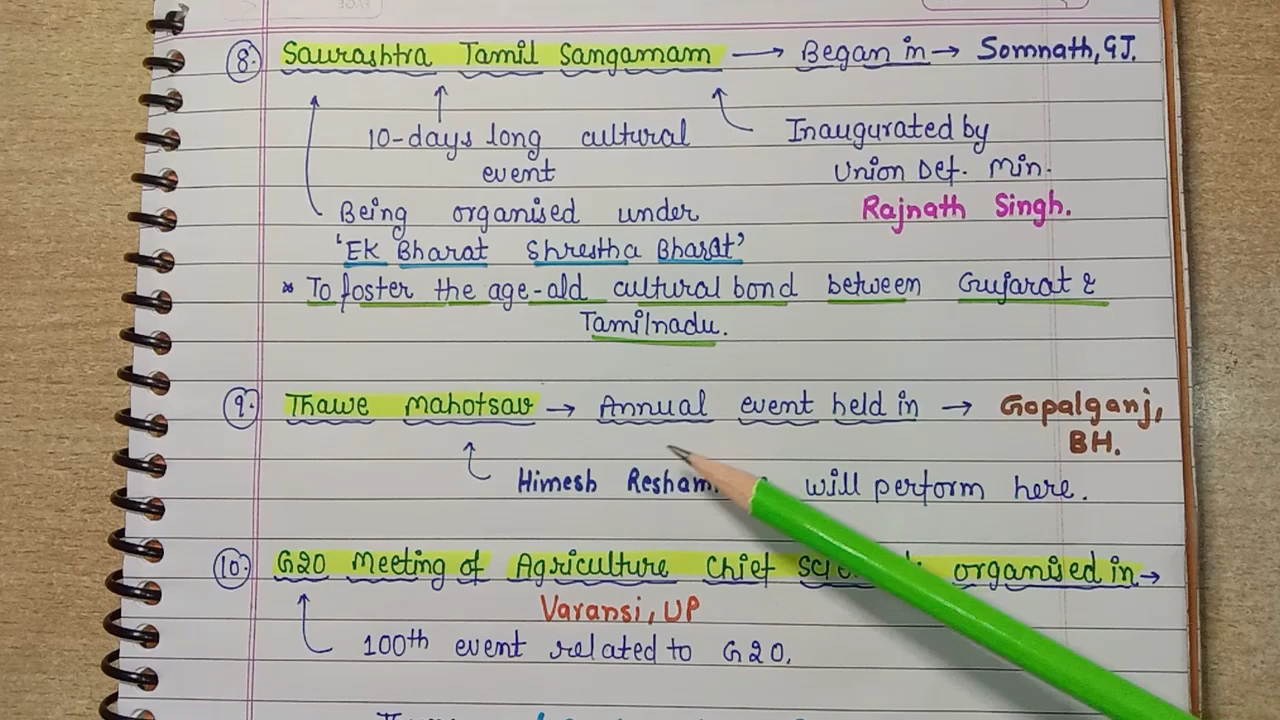 8. Saurashtra Tamil Sangamam → Began in → Somnath, GJ.
10-days long cultural event
Inaugurated by
Union Def. Min.
Rajnath Singh.
Being organised under
'EK Bharat Shrestha Bharat'
* To foster the age-old cultural bond between Gujarat &
Tamilnadu.
9. Thawe Mahotsav → Annual event held in → Gopalganj,
BH.
Himesh will perform here.
10. G20 Meeting of Agriculture Chief organised in →
Varansi, UP
100th event related to G20.